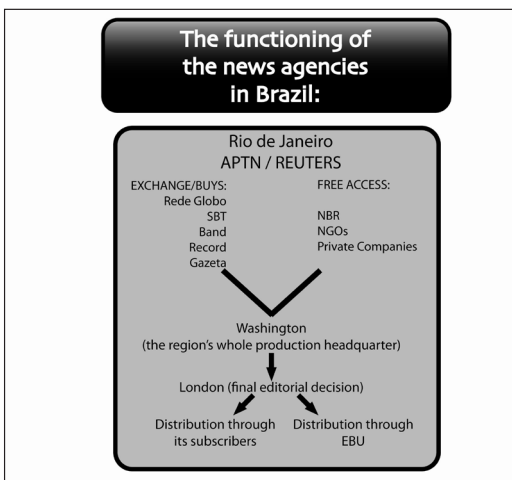 The functioning of
the news agencies
in Brazil:
Rio de Janeiro
APTN / REUTERS
EXCHANGE/BUYS:
Rede Globo
SBT
Band
Record
Gazeta
FREE ACCESS:
NBR
NGOs
Private Companies
Washington
(the region's whole production headquarter)
London (final editorial decision)
Distribution through
its subscribers
Distribution through
EBU